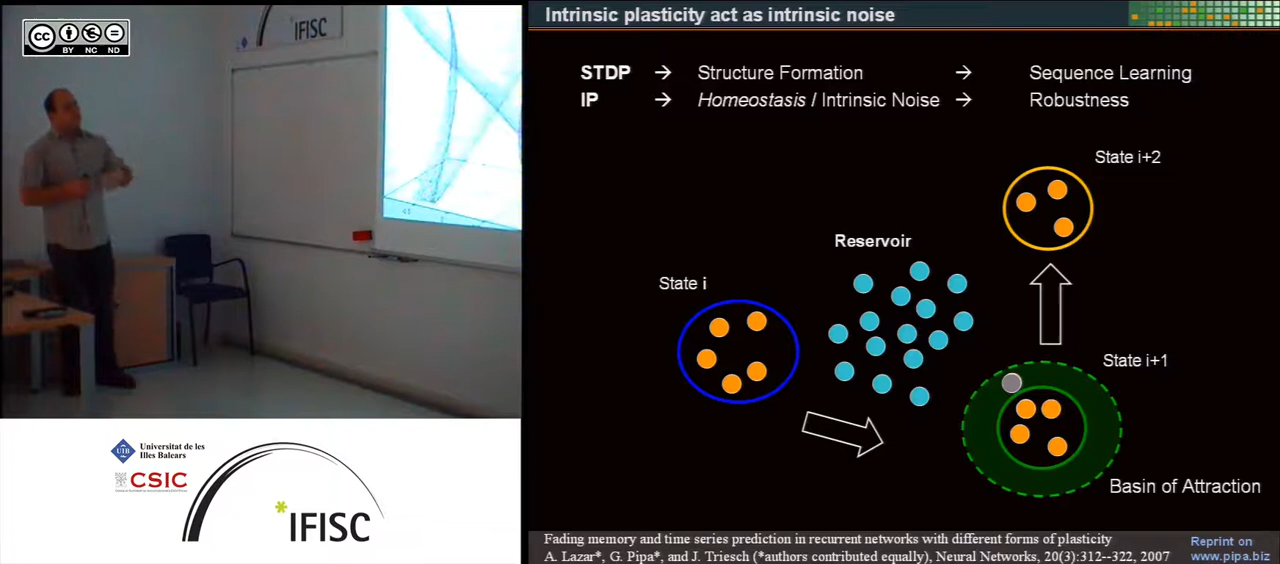 cc
BY NC ND
IFISC
Intrinsic plasticity act as intrinsic noise
STDP → Structure Formation → Sequence Learning
IP → Homeostasis / Intrinsic Noise → Robustness
State i+2
Reservoir
State i
State i+1
Basin of Attraction
UIB
Universitat de les
Illes Balears
CSIC
*IFISC
Fading memory and time series prediction in recurrent networks with different forms of plasticity
A. Lazar*, G. Pipa*, and J. Triesch (*authors contributed equally), Neural Networks, 20(3):312--322, 2007
Reprint on
www.pipa.biz